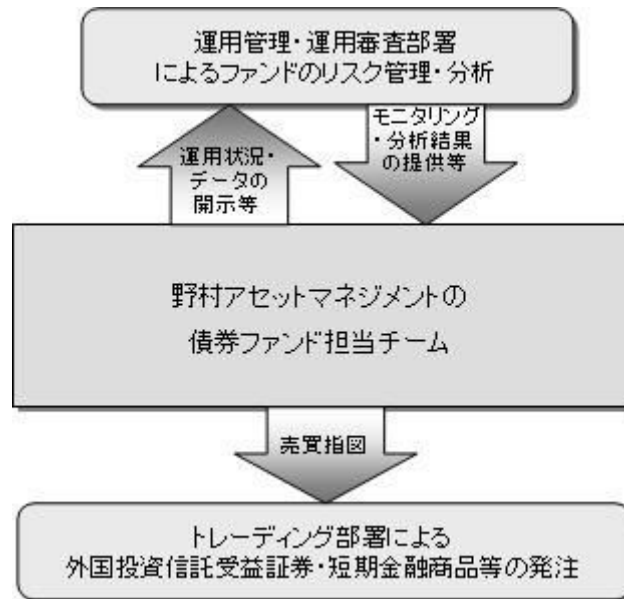 運用管理・運用審査部署
によるファンドのリスク管理・分析
運用状況・
データの
開示等
モニタリング
・分析結果
の提供等
野村アセットマネジメントの
債券ファンド担当チーム
売買指図
トレーディング部署による
外国投資信託受益証券・短期金融商品等の発注